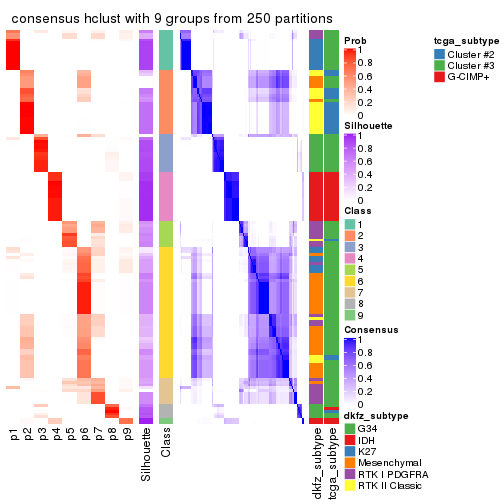 consensus hclust with 9 groups from 250 partitions
Prob
1
0.8
0.6
0.4
0.2
0
Silhouette
1
0.8
0.6
0.4
0.2
0
Class
1
2
3
4
5
6
7
8
9
Consensus
1
0.8
0.6
0.4
0.2
0
dkfz_subtype
G34
IDH
K27
Mesenchymal
RTK I PDGFRA
RTK II Classic
tcga_subtype
Cluster #2
Cluster #3
G-CIMP+
p1
p2
p3
p4
p5
p6
p7
p8
p9
Silhouette
Class
dkfz_subtype
tcga_subtype